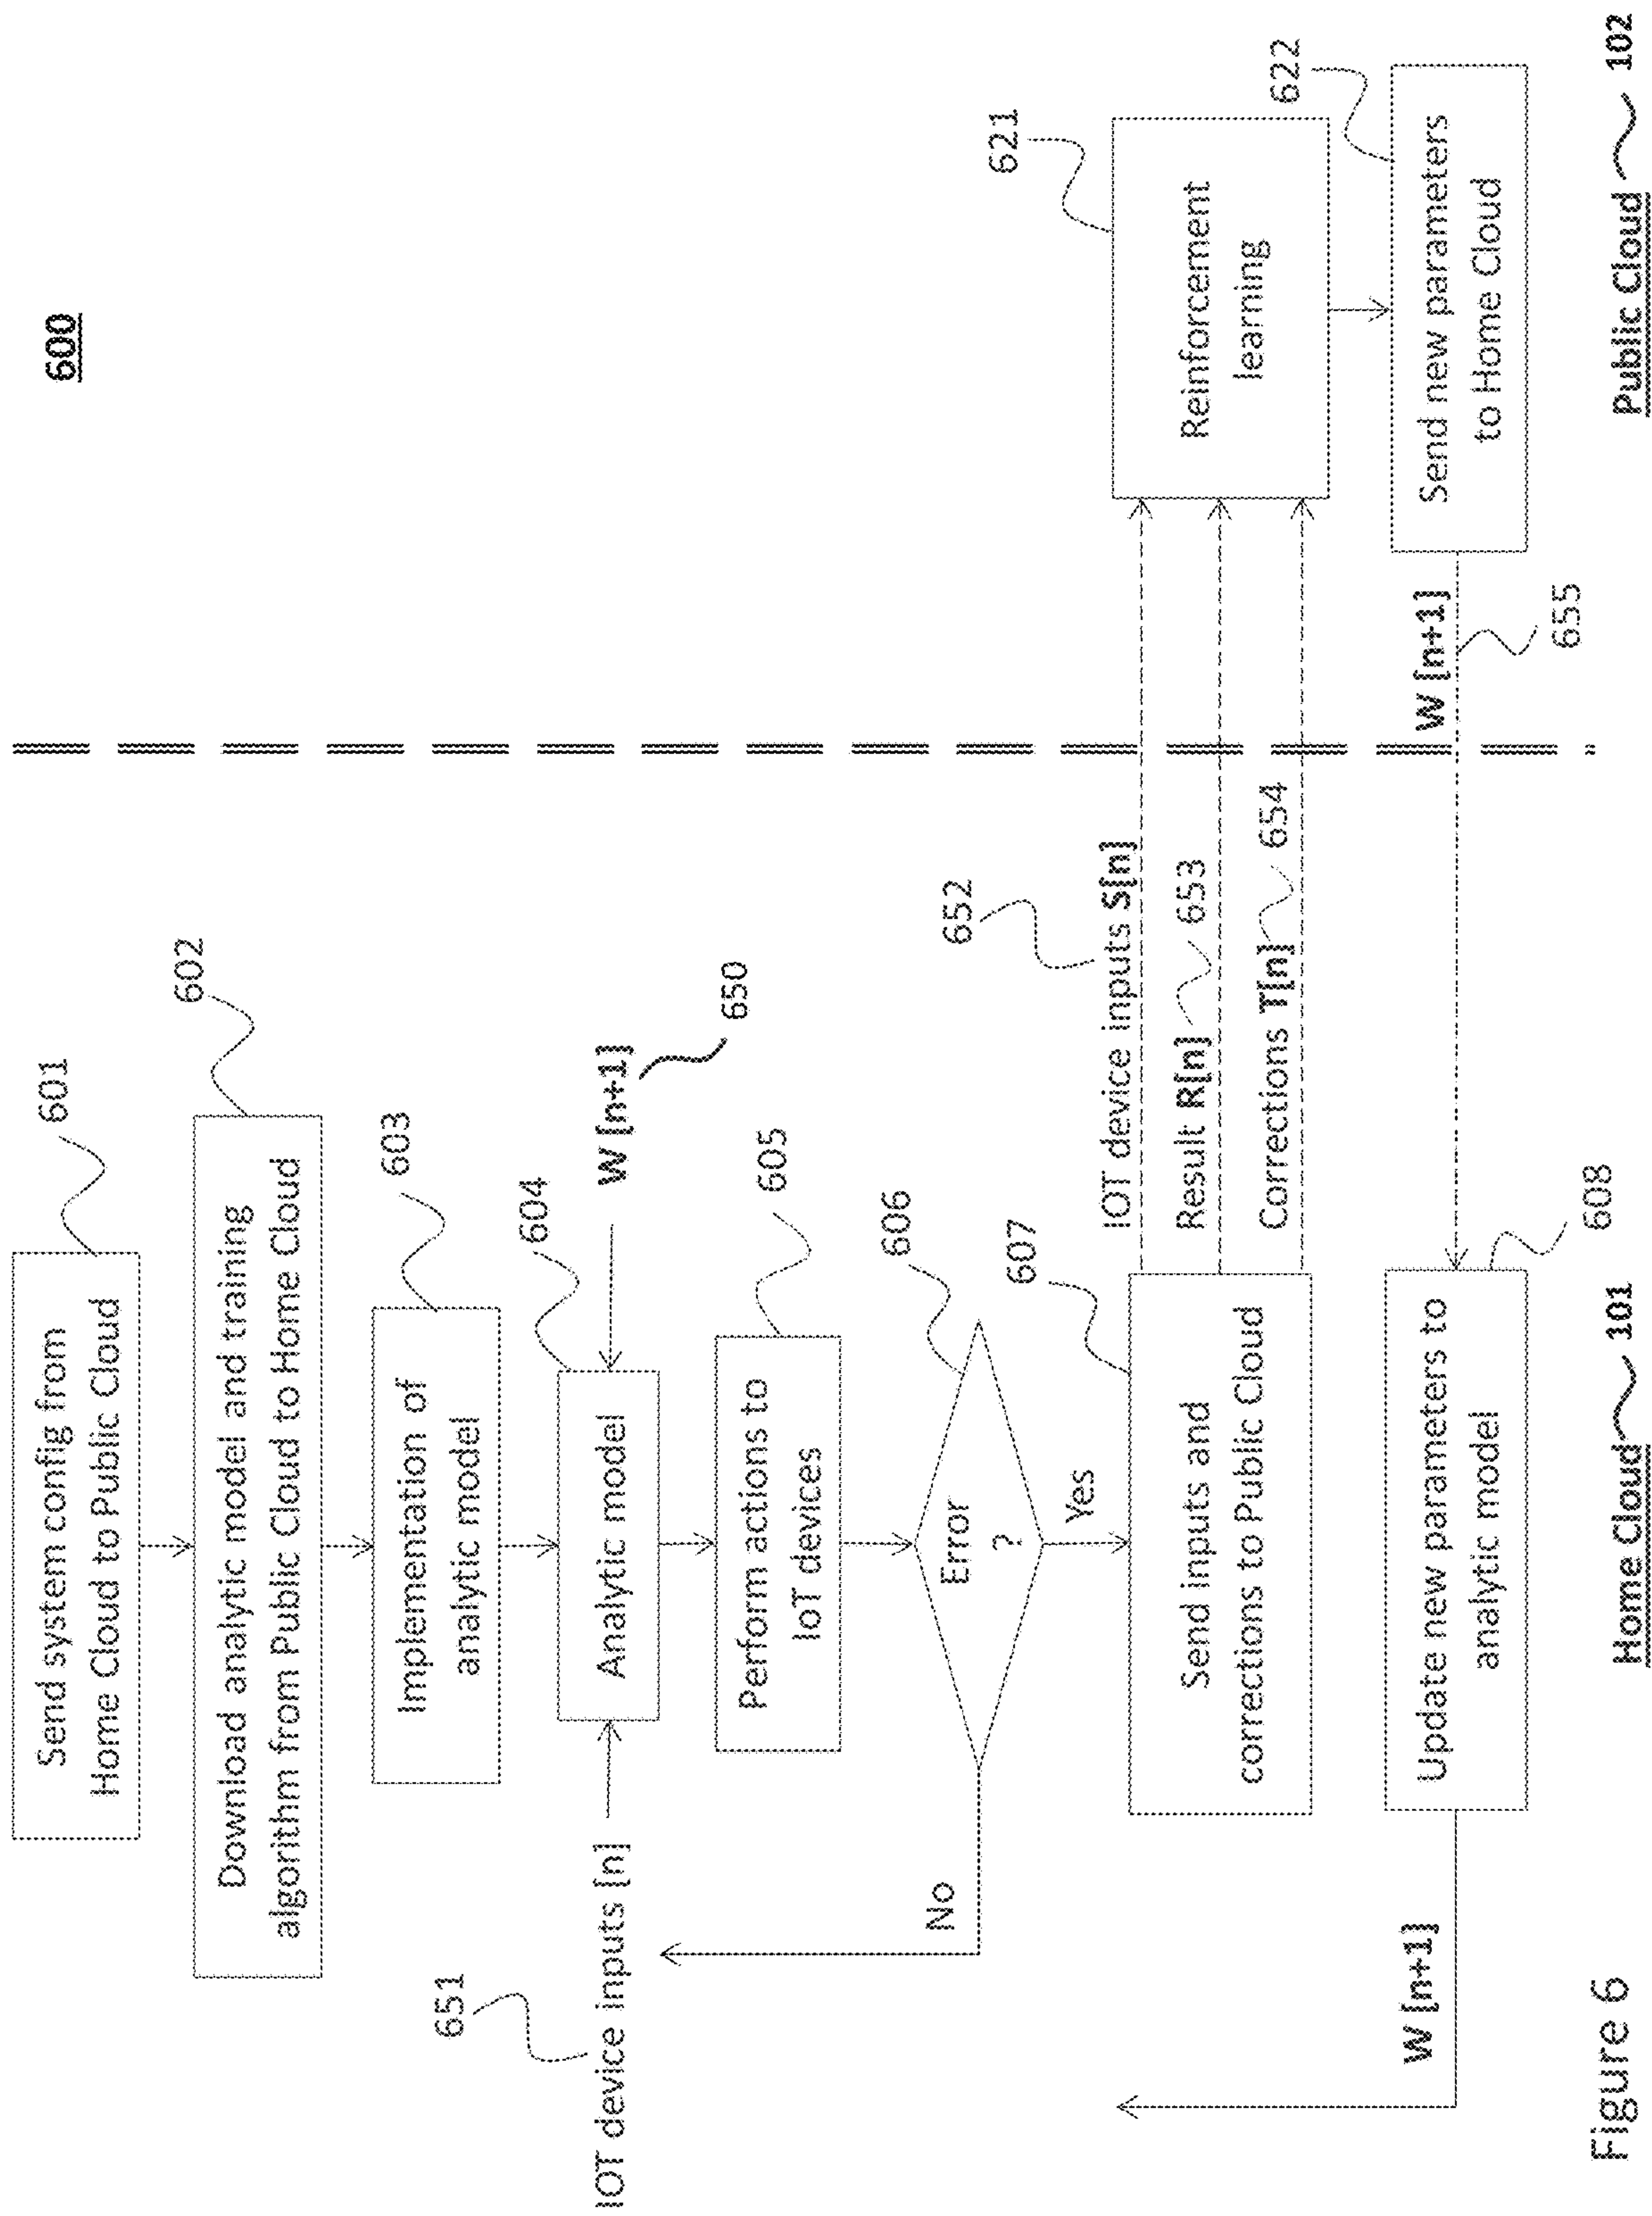 600
Send system config from
Home Cloud to Public Cloud
601
Download analytic model and training
algorithm from Public Cloud to Home Cloud
602
Implementation of
analytic model
603
604
651
IOT device inputs [n]
Analytic model
W [n+1]
650
Perform actions to
IoT devices
605
Error
?
606
No
Yes
607
Send inputs and
corrections to Public Cloud
652
IOT device inputs S[n]
Result R[n]
653
Corrections T[n]
654
621
Reinforcement
learning
622
Send new parameters
to Home Cloud
W [n+1]
655
Update new parameters to
analytic model
608
W [n+1]
Figure 6
Home Cloud
101
Public Cloud
102